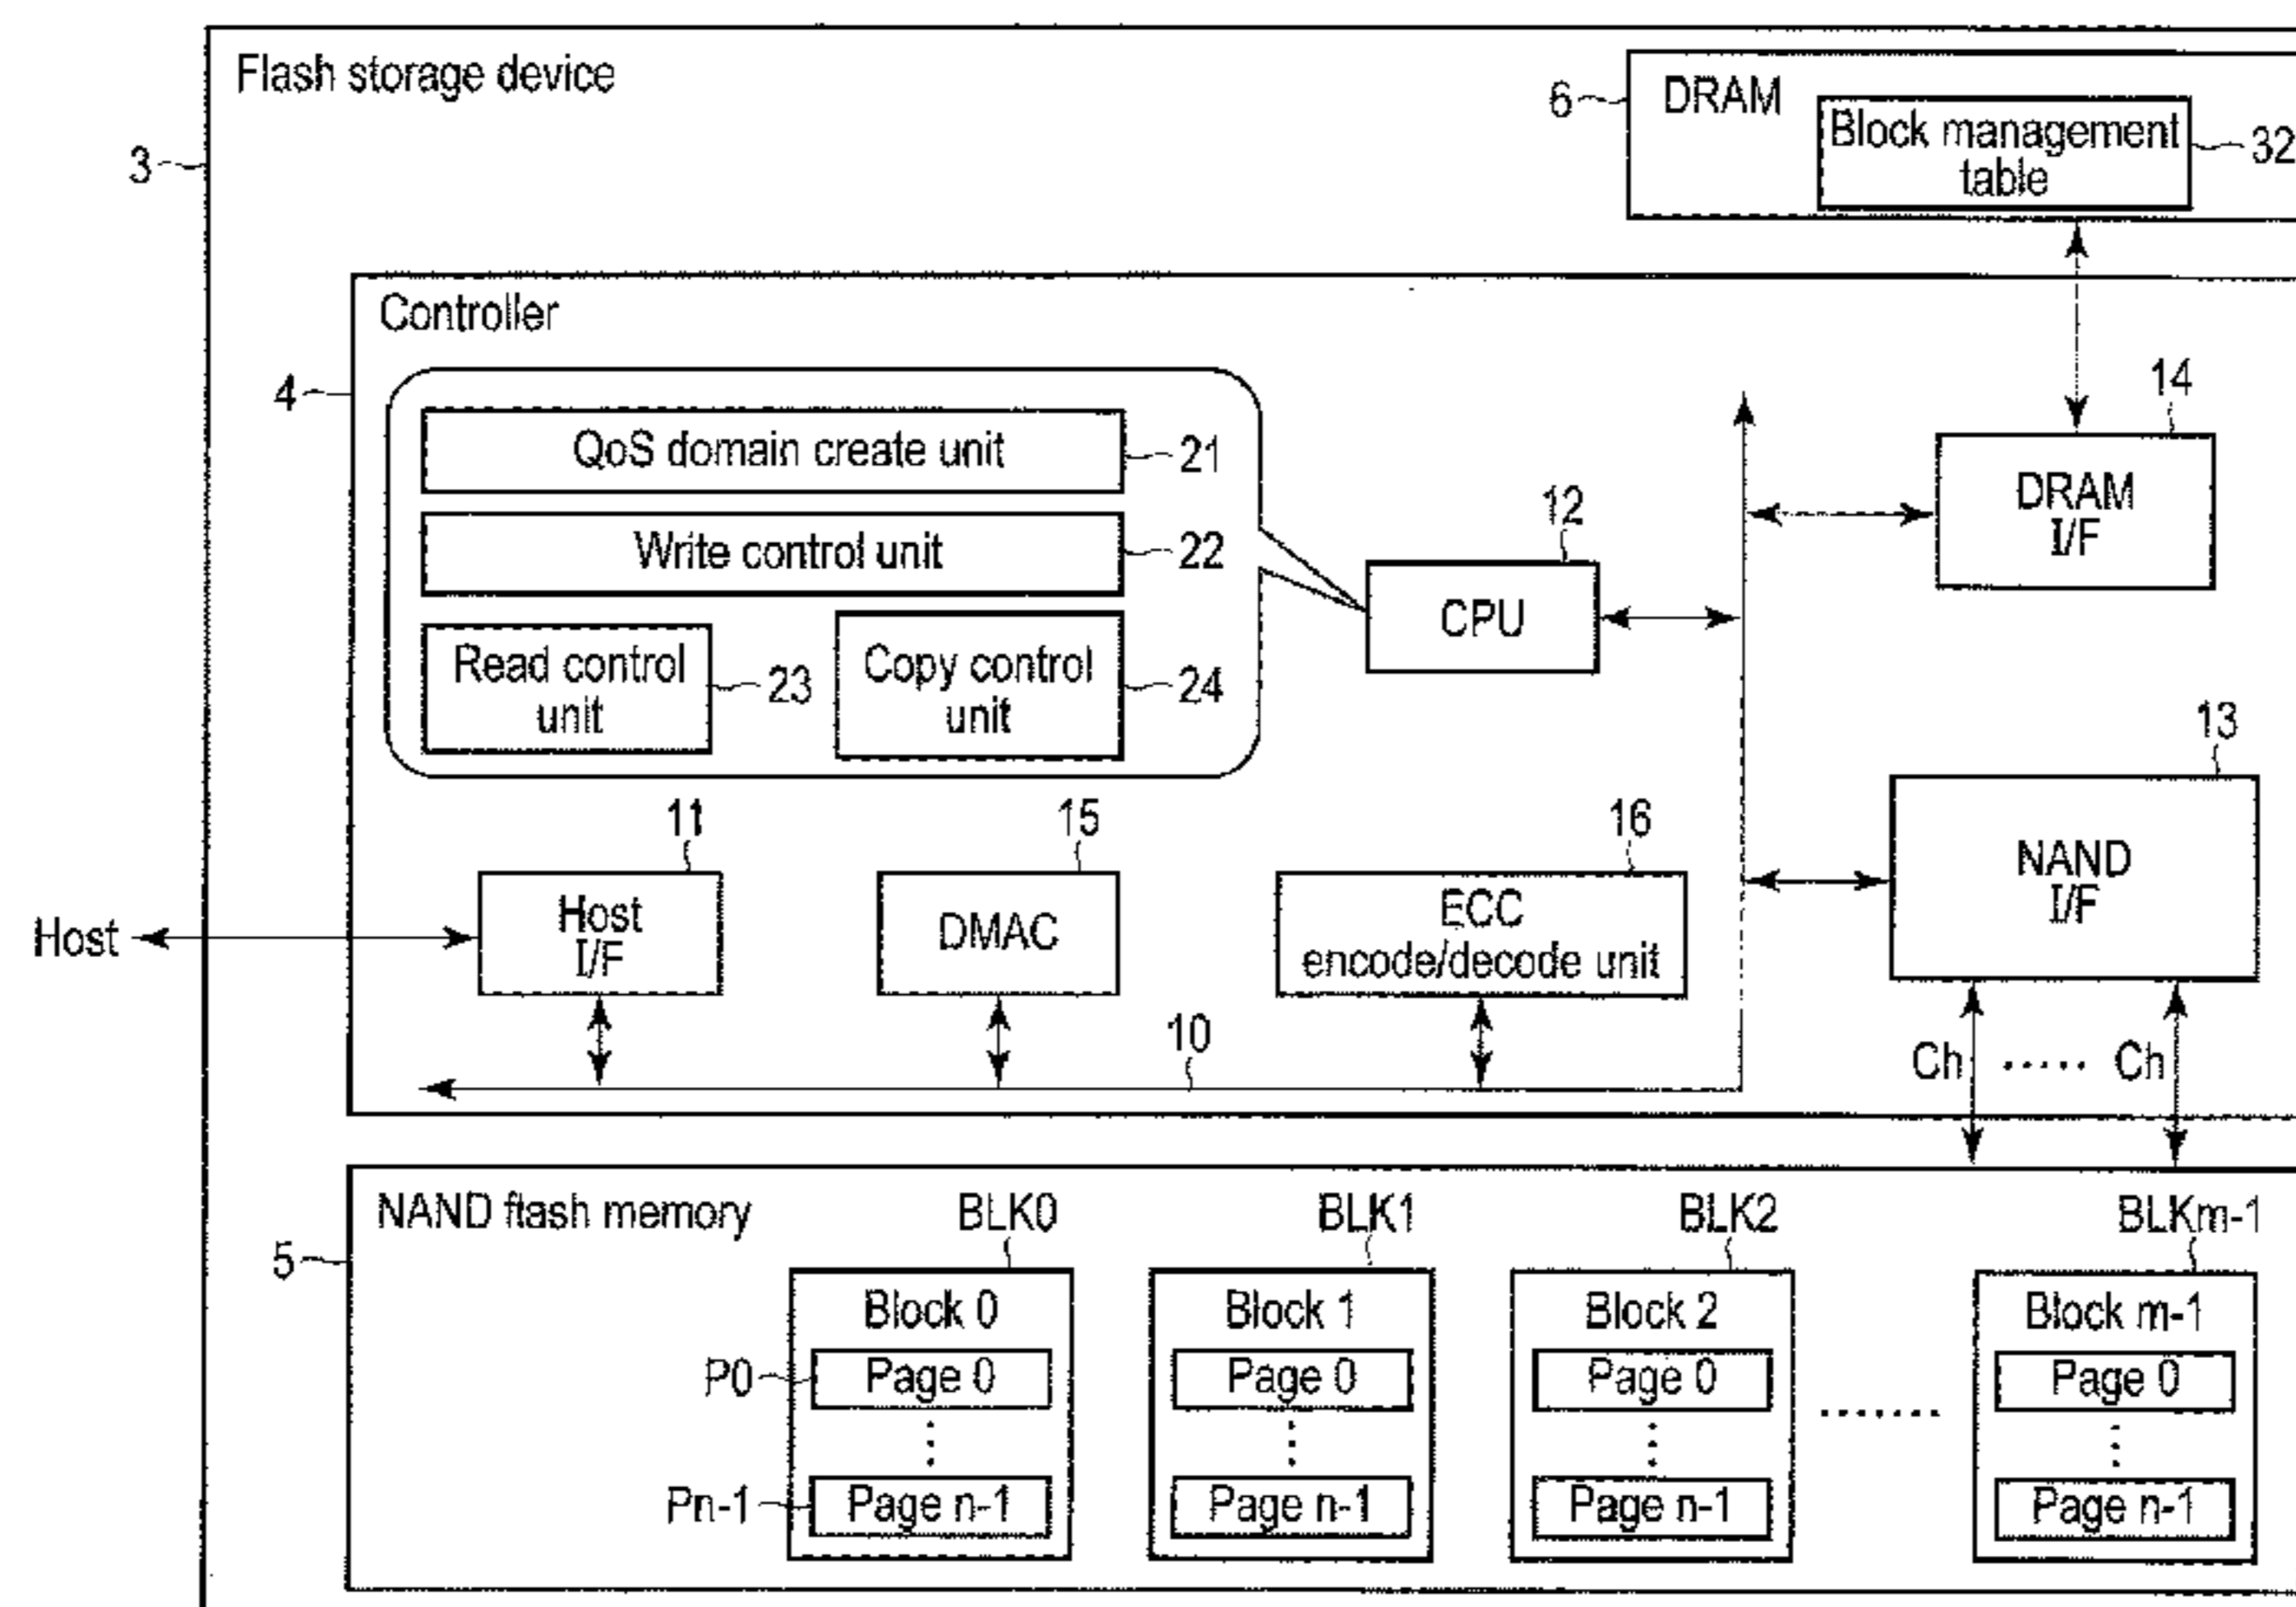 Flash storage device
3
6
DRAM
Block management
table
32
Controller
4
QoS domain create unit
21
Write control unit
22
Read control
unit
23
Copy control
unit
24
12
CPU
14
DRAM
I/F
13
NAND
I/F
11
Host
I/F
15
DMAC
16
ECC
encode/decode unit
Host
10
Ch
.....
Ch
NAND flash memory
5
BLK0
BLK1
BLK2
BLKm-1
Block 0
Block 1
Block 2
Block m-1
P0
Page 0
Page 0
Page 0
.......
Page 0
Pn-1
Page n-1
Page n-1
Page n-1
Page n-1